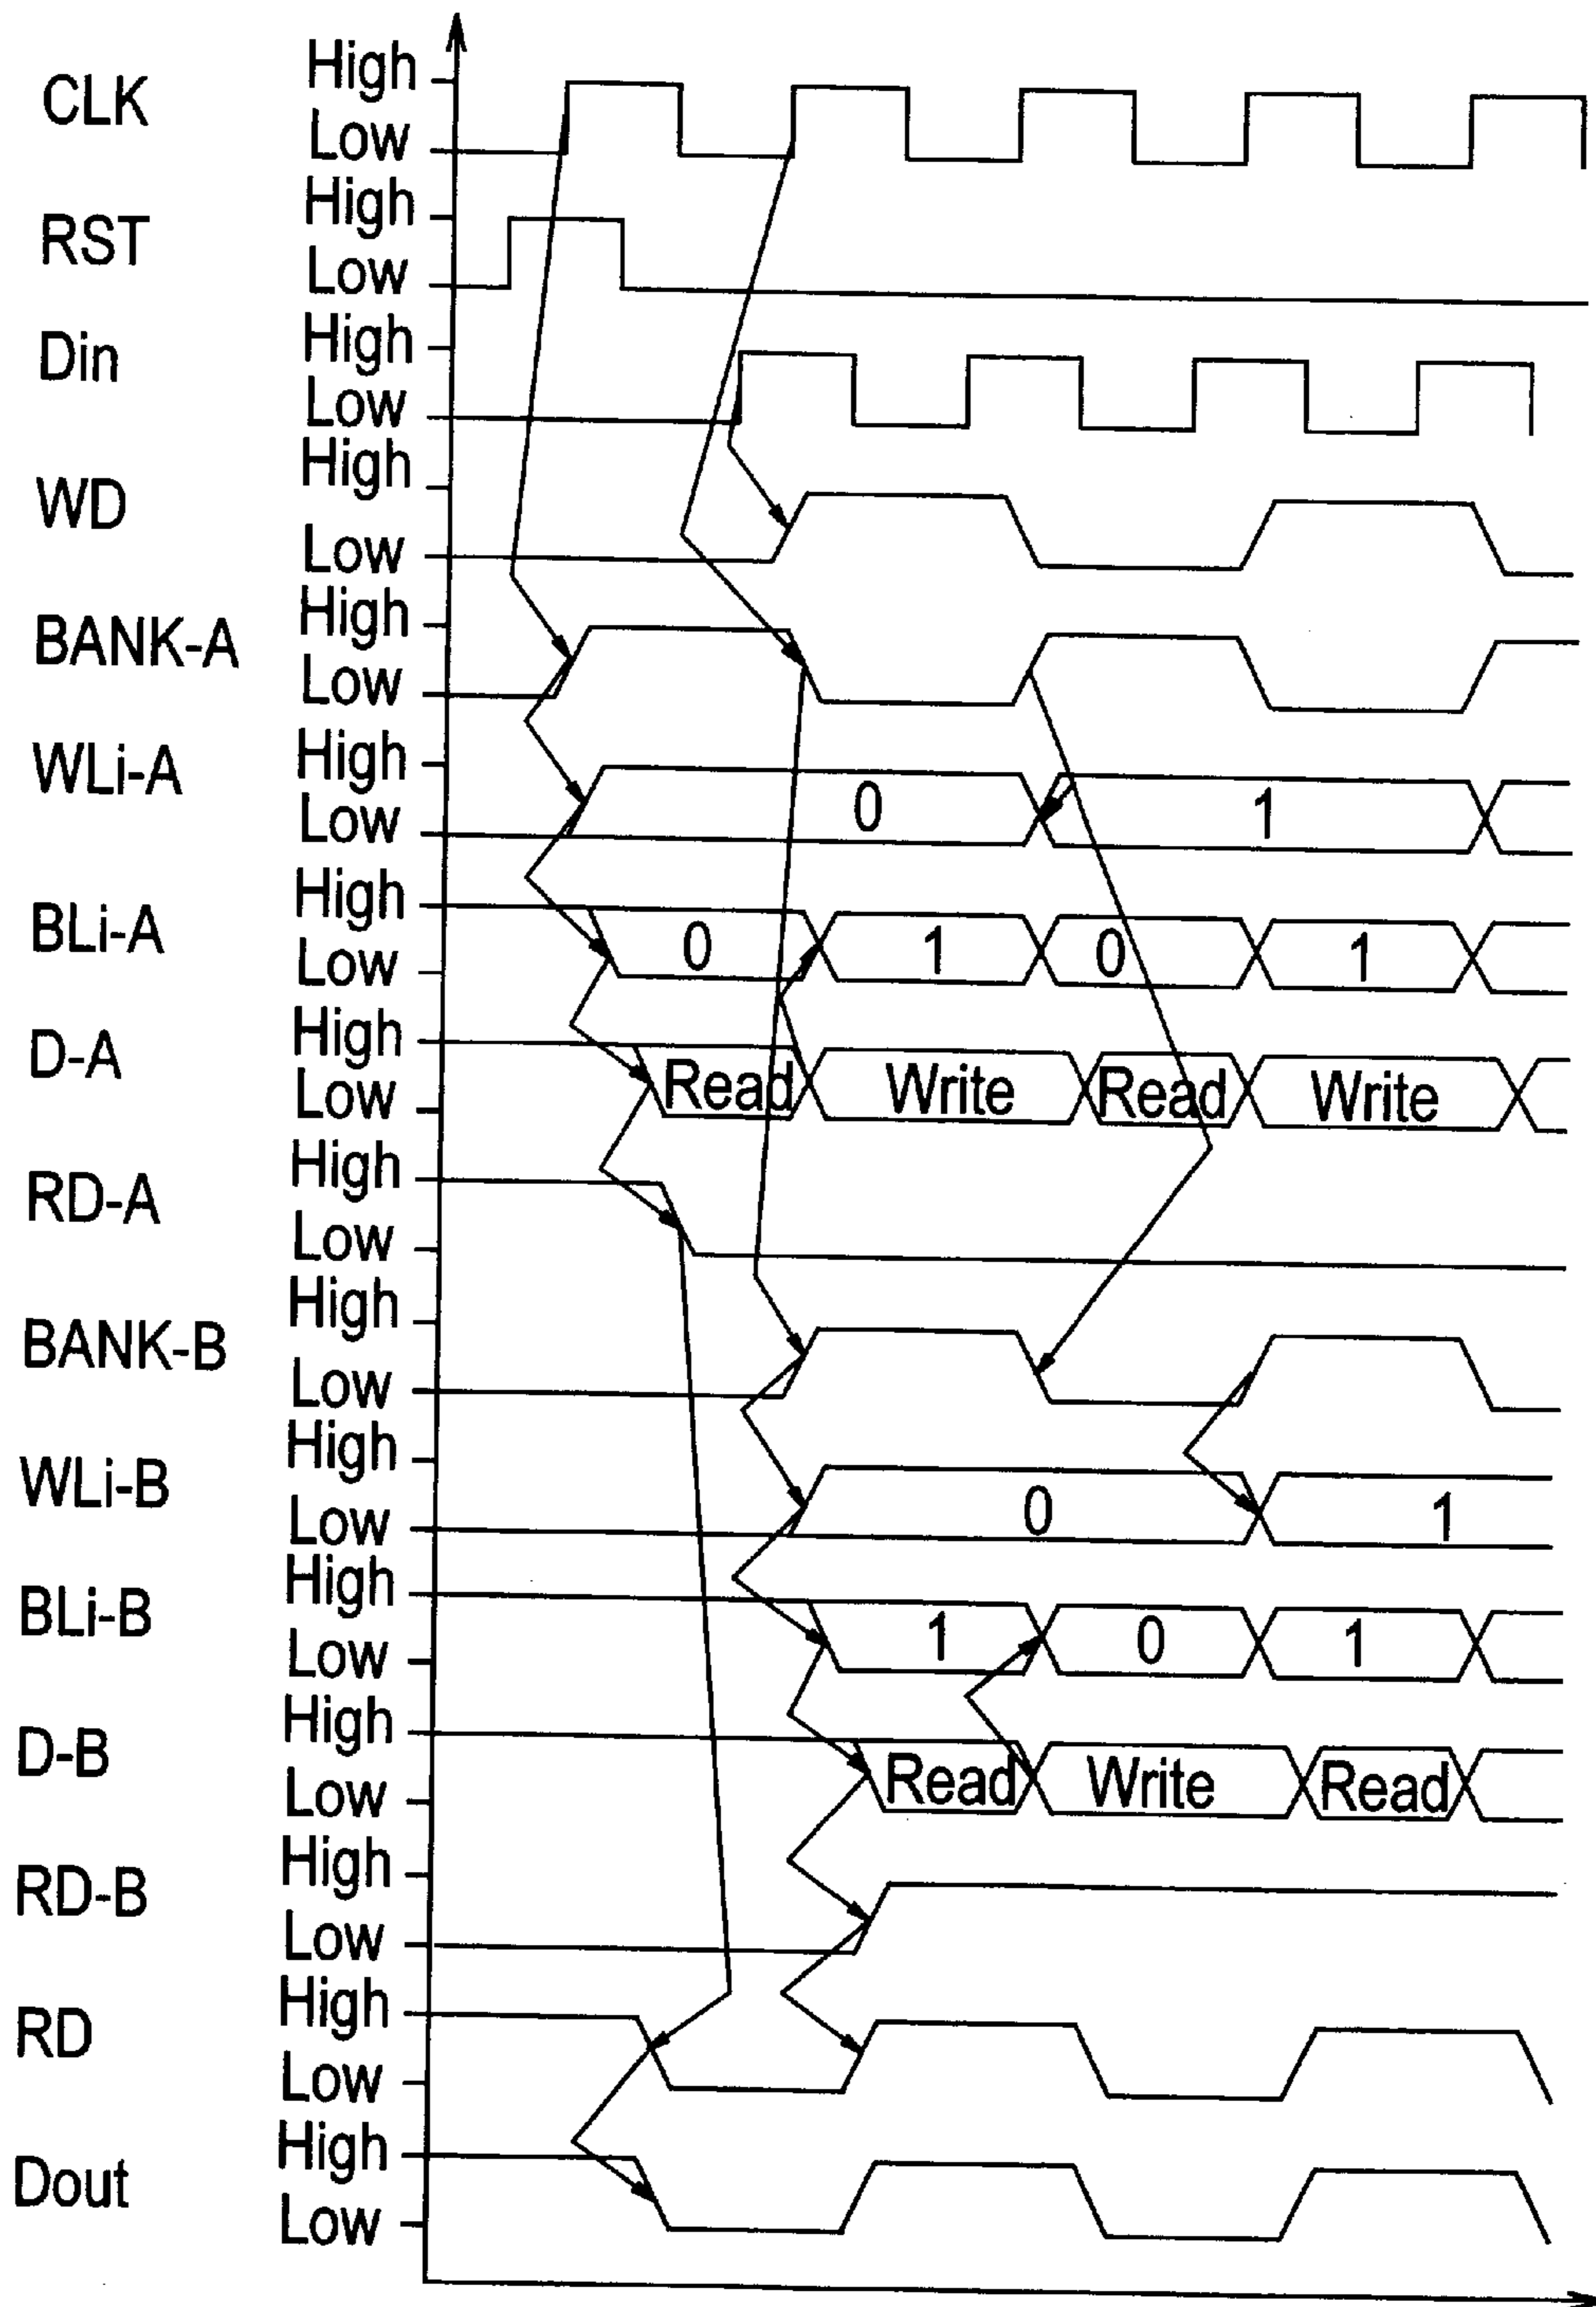 CLK High
Low
RST High
Low
Din High
Low
WD High
Low
BANK-A High
Low
WLi-A High 0 1
Low
BLi-A High 0 1 0 1
Low
D-A High
Low Read Write Read Write
RD-A High
Low
BANK-B High
Low
WLi-B High 0 1
Low
BLi-B High 1 0 1
Low
D-B High
Low Read Write Read
RD-B High
Low
RD High
Low
Dout High
Low